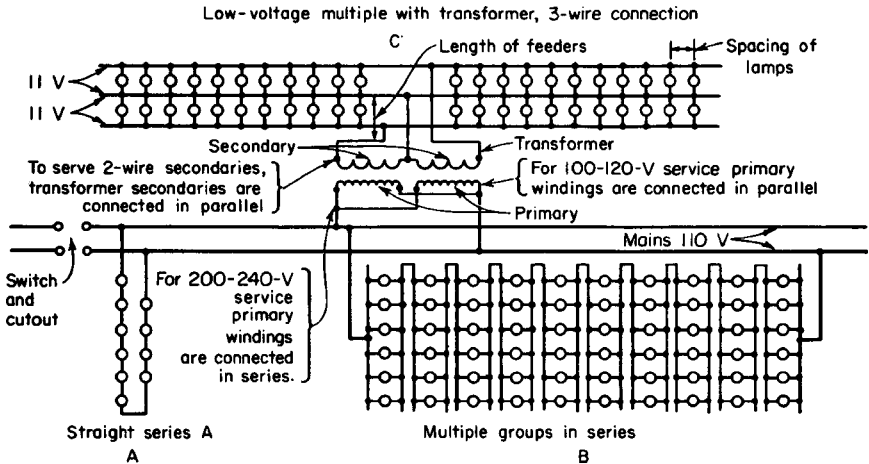 Low-voltage multiple with transformer, 3-wire connection
C
Length of feeders
Spacing of
lamps
11 V
11 V
Secondary
Transformer
To serve 2-wire secondaries,
transformer secondaries are
connected in parallel
For 100-120-V service primary
windings are connected in parallel
Primary
Mains 110 V
Switch
and
cutout
For 200-240-V
service
primary
windings
are connected
in series.
Straight series A
A
Multiple groups in series
B